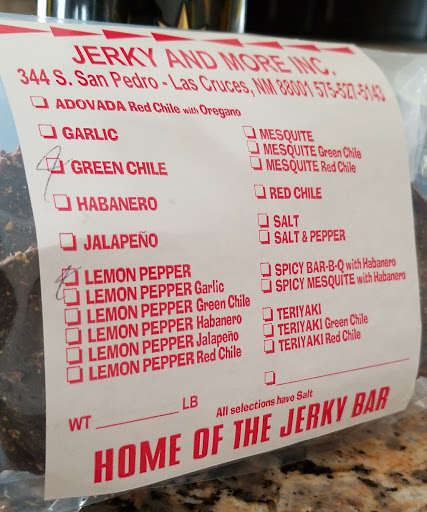 JERKY AND MORE INC.
344 S. San Pedro - Las Cruces, NM 88001 575-527-5143
ADOVADA Red Chile with Oregano
GARLIC
GREEN CHILE
HABANERO
JALAPEÑO
LEMON PEPPER
LEMON PEPPER Garlic
LEMON PEPPER Green Chile
LEMON PEPPER Habanero
LEMON PEPPER Jalapeño
LEMON PEPPER Red Chile
MESQUITE
MESQUITE Green Chile
MESQUITE Red Chile
RED CHILE
SALT
SALT & PEPPER
SPICY BAR-B-Q with Habanero
SPICY MESQUITE with Habanero
TERIYAKI
TERIYAKI Green Chile
TERIYAKI Red Chile
WT ________ LB
All selections have Salt
HOME OF THE JERKY BAR